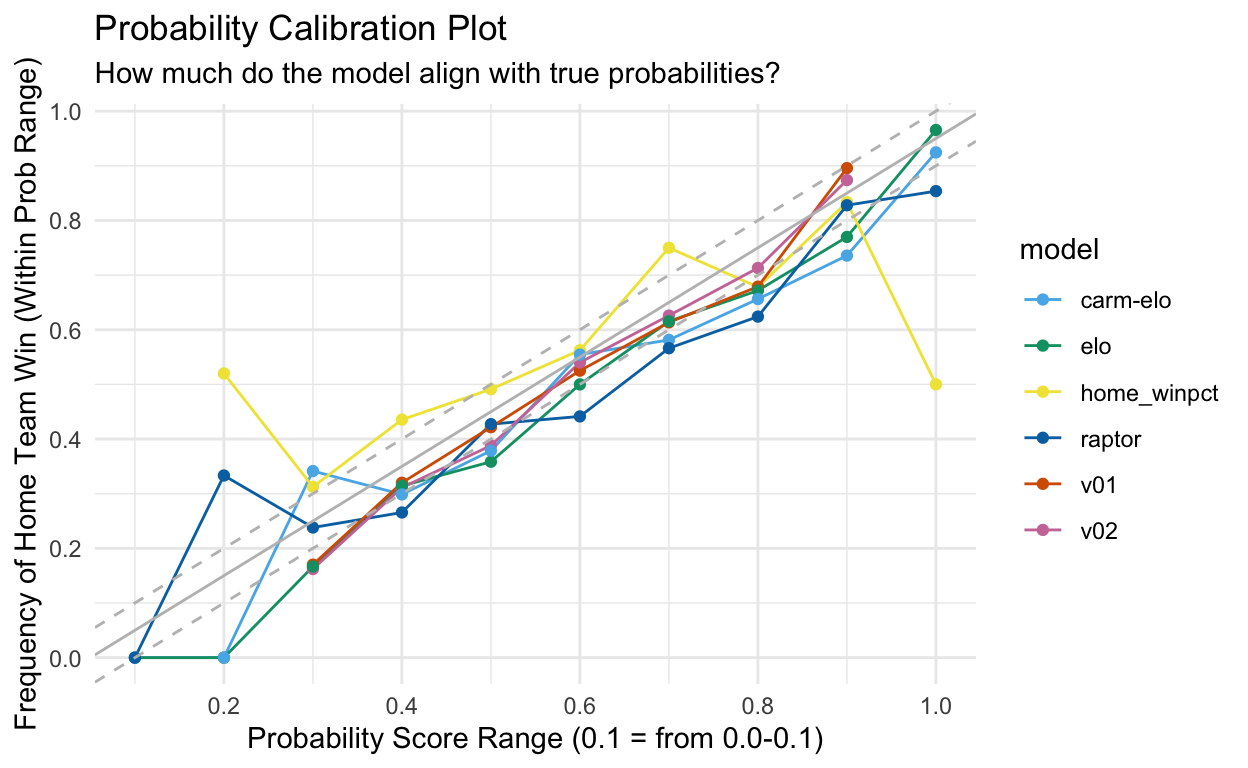 Probability Calibration Plot
How much do the model align with true probabilities?
Frequency of Home Team Win (Within Prob Range)
1.0
0.8
0.6
0.4
0.2
0.0
0.2 0.4 0.6 0.8 1.0
Probability Score Range (0.1 = from 0.0-0.1)
model
carm-elo
elo
home_winpct
raptor
v01
v02